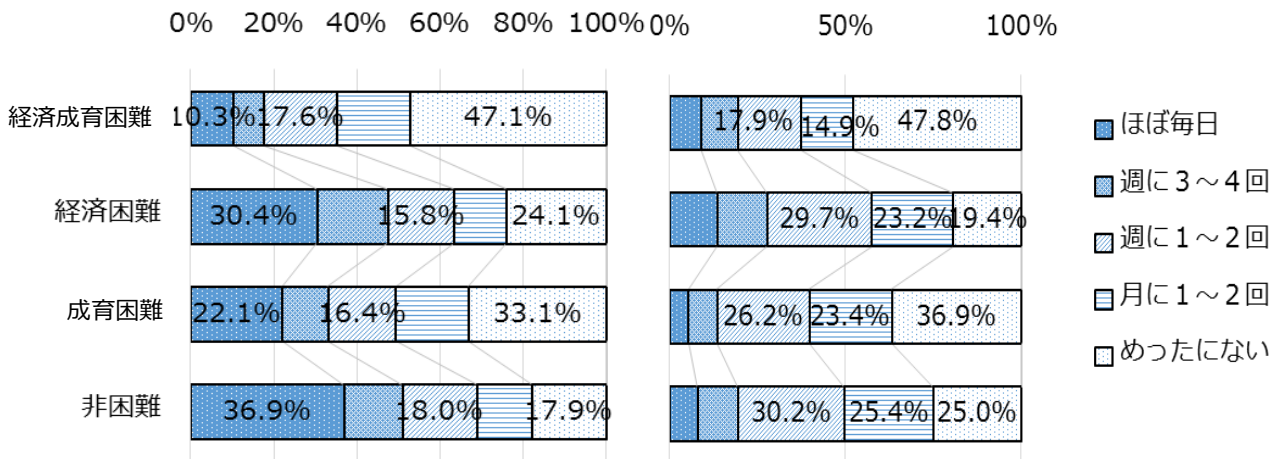 0% 20% 40% 60% 80% 100% 0% 50% 100%
経済成育困難 10.3% 17.6% 47.1% 17.9% 14.9% 47.8%
経済困難 30.4% 15.8% 24.1% 29.7% 23.2% 19.4%
成育困難 22.1% 16.4% 33.1% 26.2% 23.4% 36.9%
非困難 36.9% 18.0% 17.9% 30.2% 25.4% 25.0%
ほぼ毎日
週に3～4回
週に1～2回
月に1～2回
めったにない